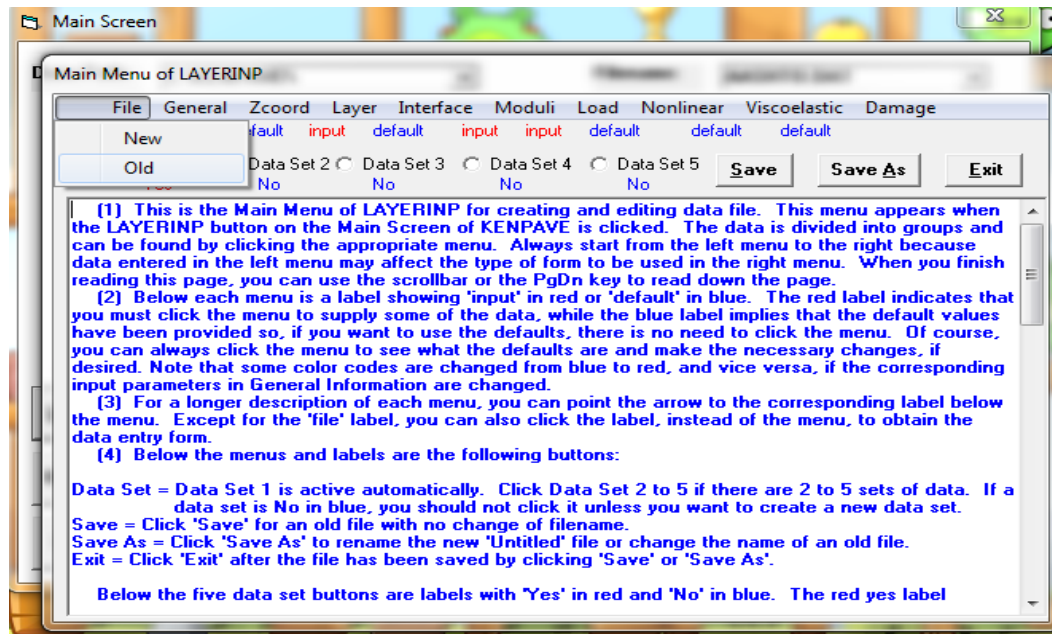 Main Screen
Main Menu of LAYERINP
File General Zcoord Layer Interface Moduli Load Nonlinear Viscoelastic Damage
New
input default input input default default default
Old
Data Set 2 Data Set 3 Data Set 4 Data Set 5 Save Save As Exit
No No No No
(1) This is the Main Menu of LAYERINP for creating and editing data file. This menu appears when
the LAYERINP button on the Main Screen of KENPAVE is clicked. The data is divided into groups and
can be found by clicking the appropriate menu. Always start from the left menu to the right because
data entered in the left menu may affect the type of form to be used in the right menu. When you finish
reading this page, you can use the scrollbar or the PgDn key to read down the page.
(2) Below each menu is a label showing 'input' in red or 'default' in blue. The red label indicates that
you must click the menu to supply some of the data, while the blue label implies that the default values
have been provided so, if you want to use the defaults, there is no need to click the menu. Of course,
you can always click the menu to see what the defaults are and make the necessary changes, if
desired. Note that some color codes are changed from blue to red, and vice versa, if the corresponding
input parameters in General Information are changed.
(3) For a longer description of each menu, you can point the arrow to the corresponding label below
the menu. Except for the 'file' label, you can also click the label, instead of the menu, to obtain the
data entry form.
(4) Below the menus and labels are the following buttons:
Data Set = Data Set 1 is active automatically. Click Data Set 2 to 5 if there are 2 to 5 sets of data. If a
data set is No in blue, you should not click it unless you want to create a new data set.
Save = Click 'Save' for an old file with no change of filename.
Save As = Click 'Save As' to rename the new 'Untitled' file or change the name of an old file.
Exit = Click 'Exit' after the file has been saved by clicking 'Save' or 'Save As'.
Below the five data set buttons are labels with 'Yes' in red and 'No' in blue. The red yes label